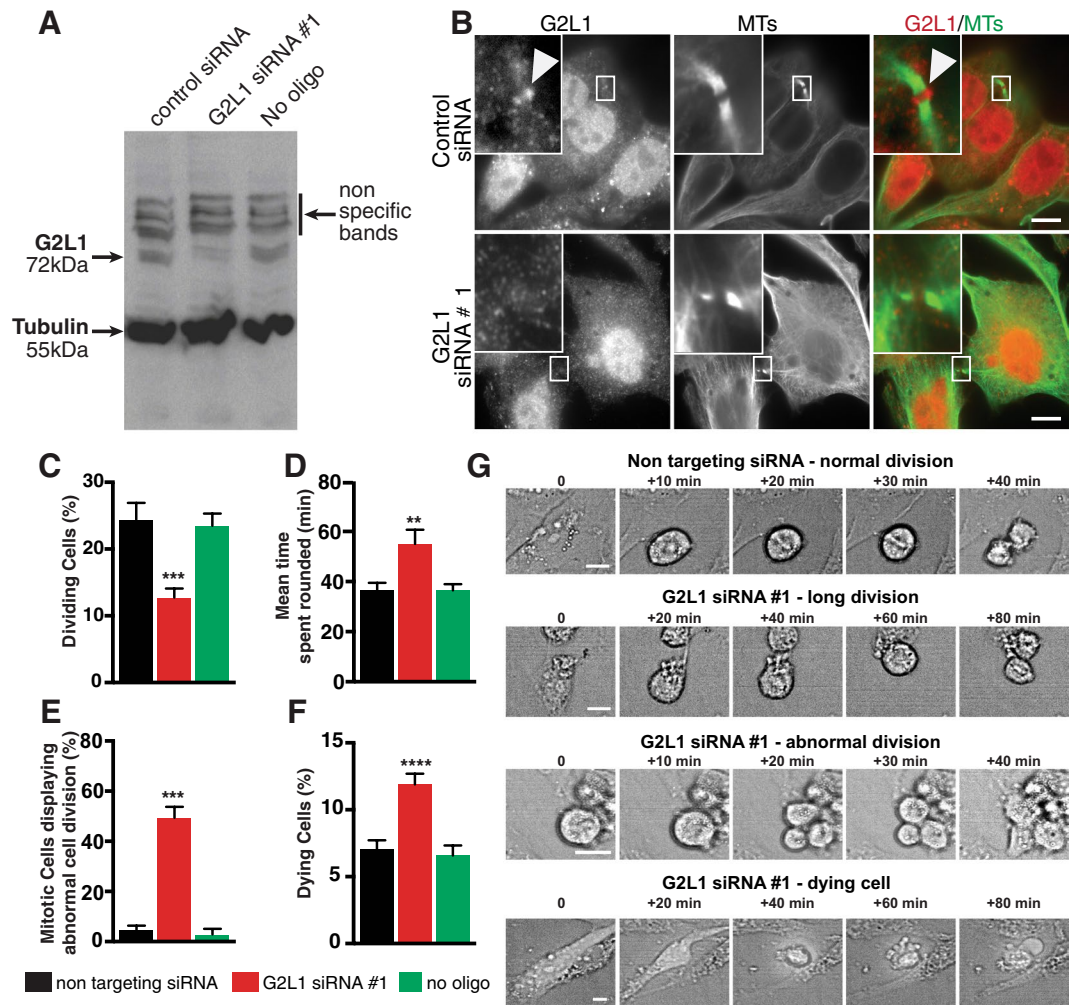 A
control siRNA
G2L1 siRNA #1
No oligo
non
specific
bands
G2L1
72kDa
Tubulin
55kDa
B
G2L1
MTs
G2L1/MTs
Control
siRNA
G2L1
siRNA # 1
C
Dividing Cells (%)
30
20
10
0
D
Mean time
spent rounded (min)
80
60
40
20
0
***
**
E
Mitotic Cells displaying
abnormal cell division (%)
80
60
40
20
0
***
F
Dying Cells (%)
15
10
5
0
****
non targeting siRNA
G2L1 siRNA #1
no oligo
G
Non targeting siRNA - normal division
0 +10 min +20 min +30 min +40 min
G2L1 siRNA #1 - long division
0 +20 min +40 min +60 min +80 min
G2L1 siRNA #1 - abnormal division
0 +10 min +20 min +30 min +40 min
G2L1 siRNA #1 - dying cell
0 +20 min +40 min +60 min +80 min